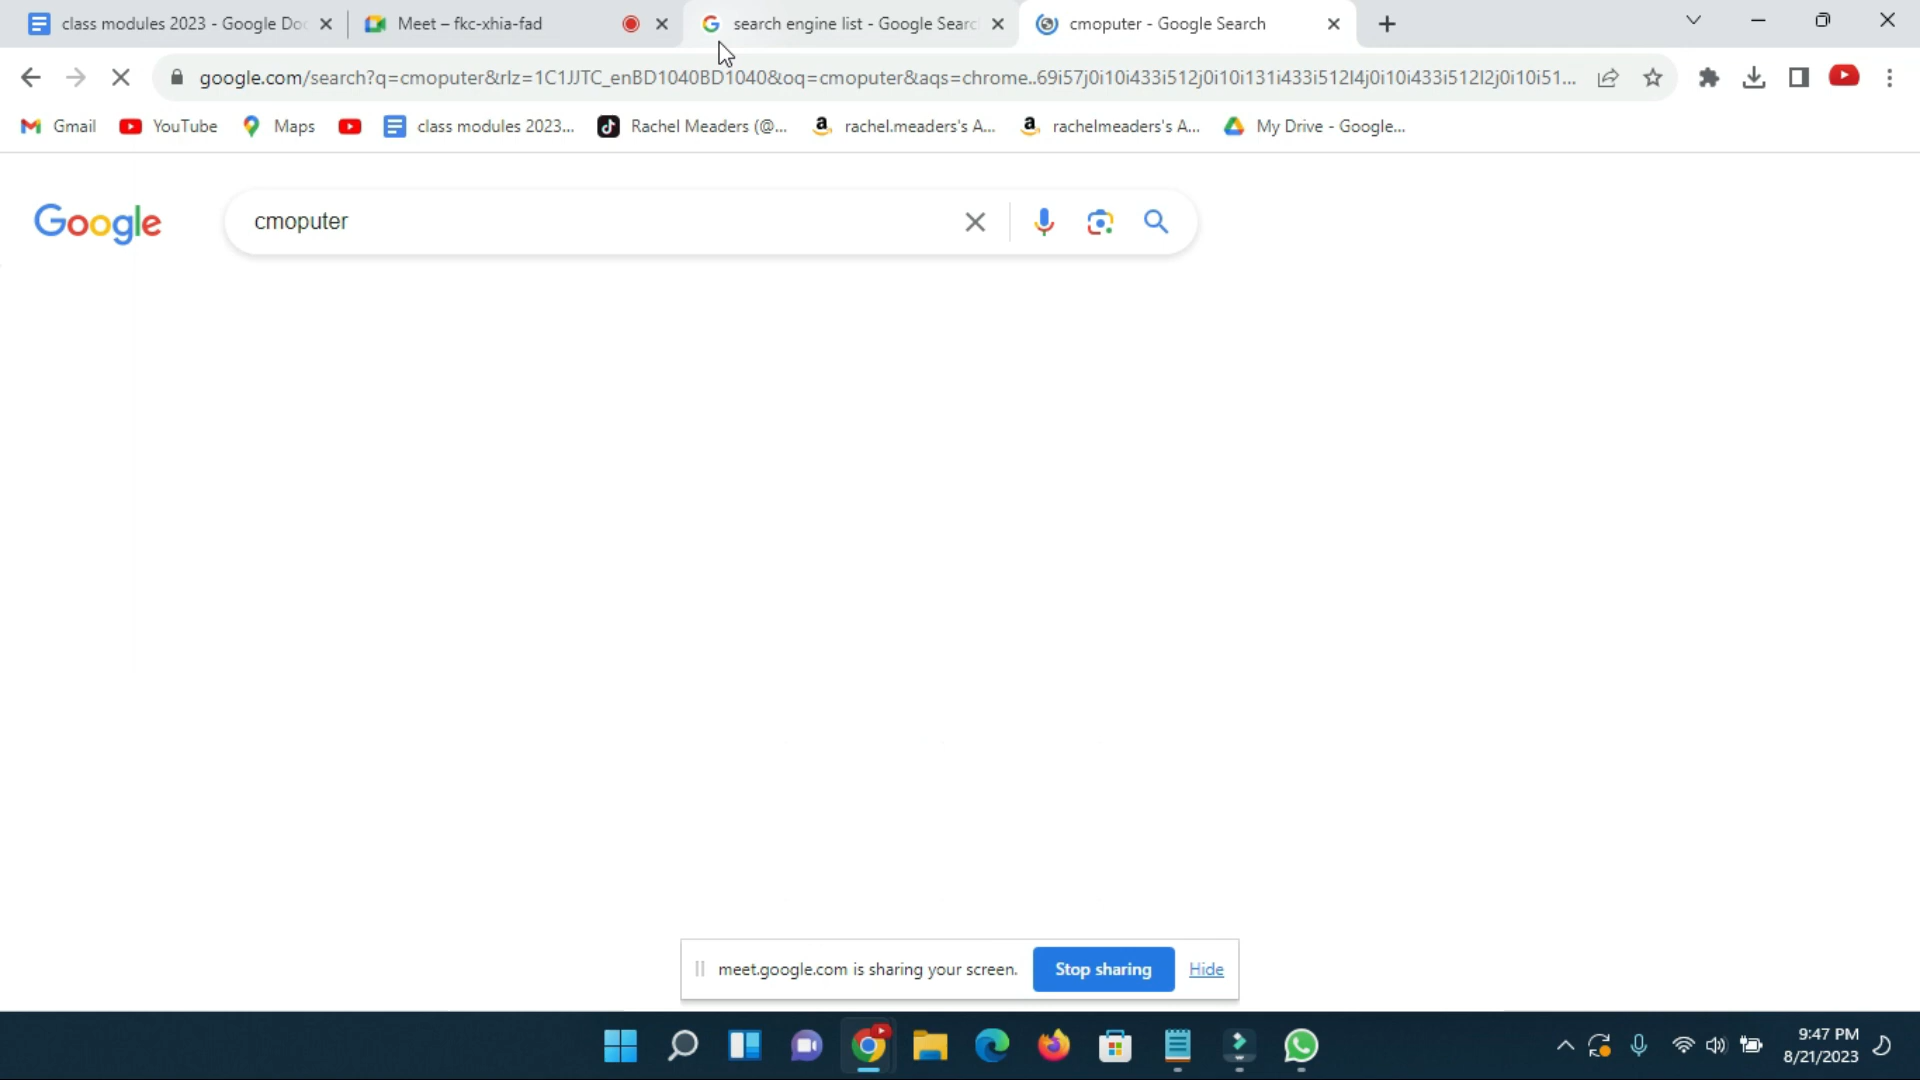 class modules 2023 - Google Doc
Meet – fkc-xhia-fad
search engine list - Google Searc
cmoputer - Google Search
google.com/search?q=cmoputer&rlz=1C1JJTC_enBD1040BD1040&oq=cmoputer&aqs=chrome..69i57j0i10i433i512j0i10i131i433i512l4j0i10i433i512l2j0i10i51...
Gmail
YouTube
Maps
class modules 2023...
Rachel Meaders (@...
rachel.meaders's A...
rachelmeaders's A...
My Drive - Google...
Google
cmoputer
meet.google.com is sharing your screen.
Stop sharing
Hide
9:47 PM
8/21/2023